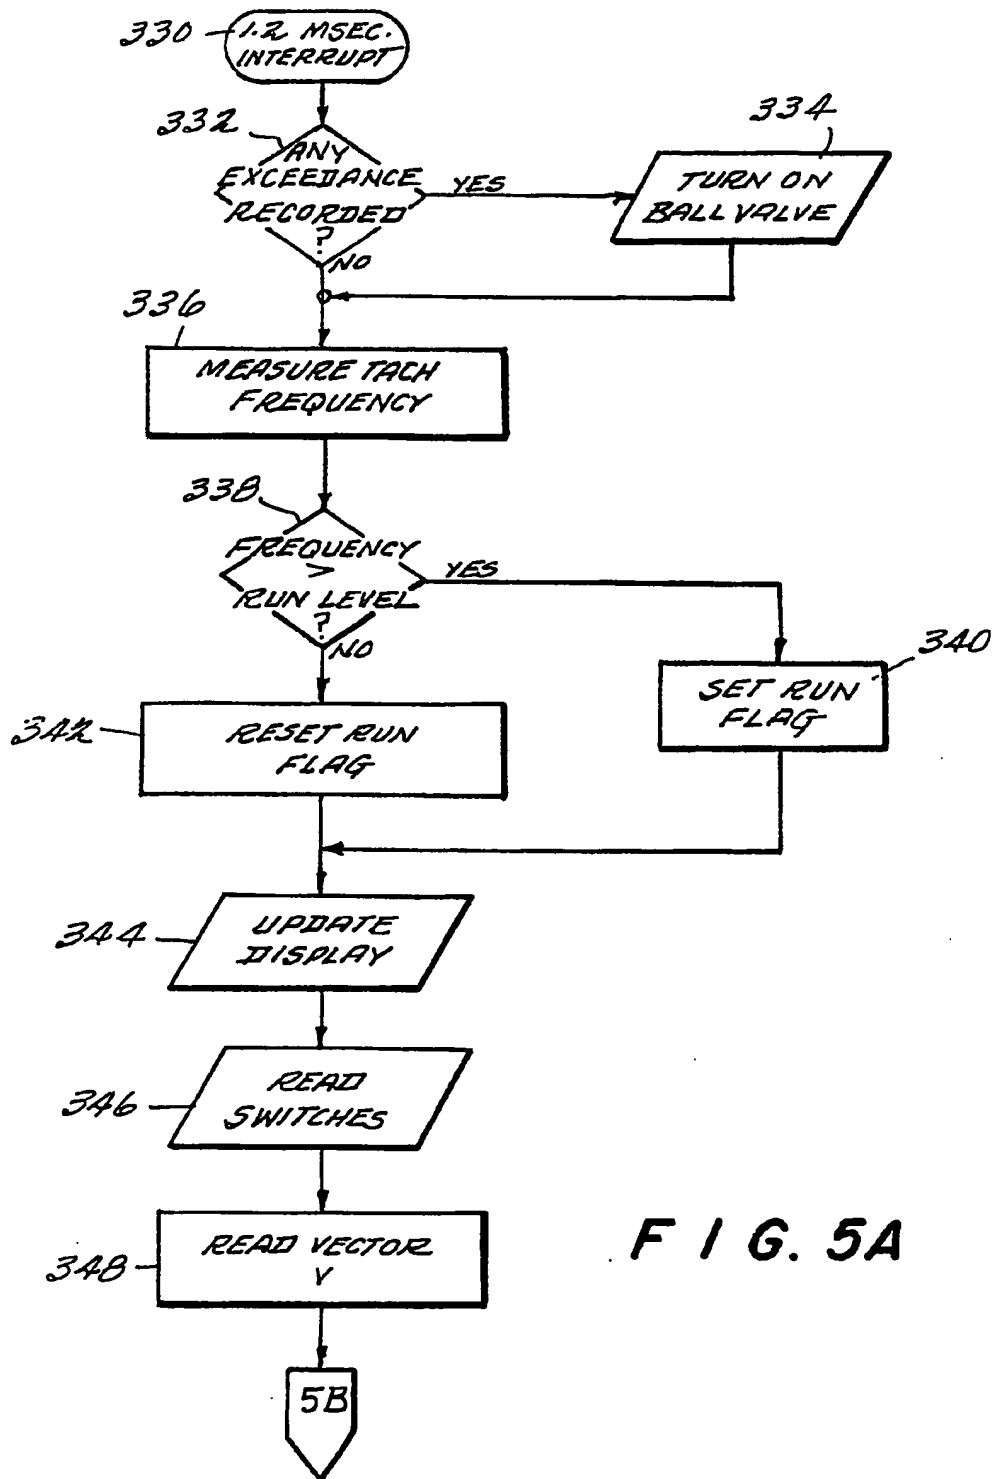 330
1.2 MSEC.
INTERRUPT
332
ANY
EXCEEDANCE
RECORDED
?
YES
NO
334
TURN ON
BALL VALVE
336
MEASURE TACH
FREQUENCY
338
FREQUENCY
>
RUN LEVEL
?
YES
NO
340
SET RUN
FLAG
342
RESET RUN
FLAG
344
UPDATE
DISPLAY
346
READ
SWITCHES
348
READ VECTOR
Y
FIG. 5A
5B